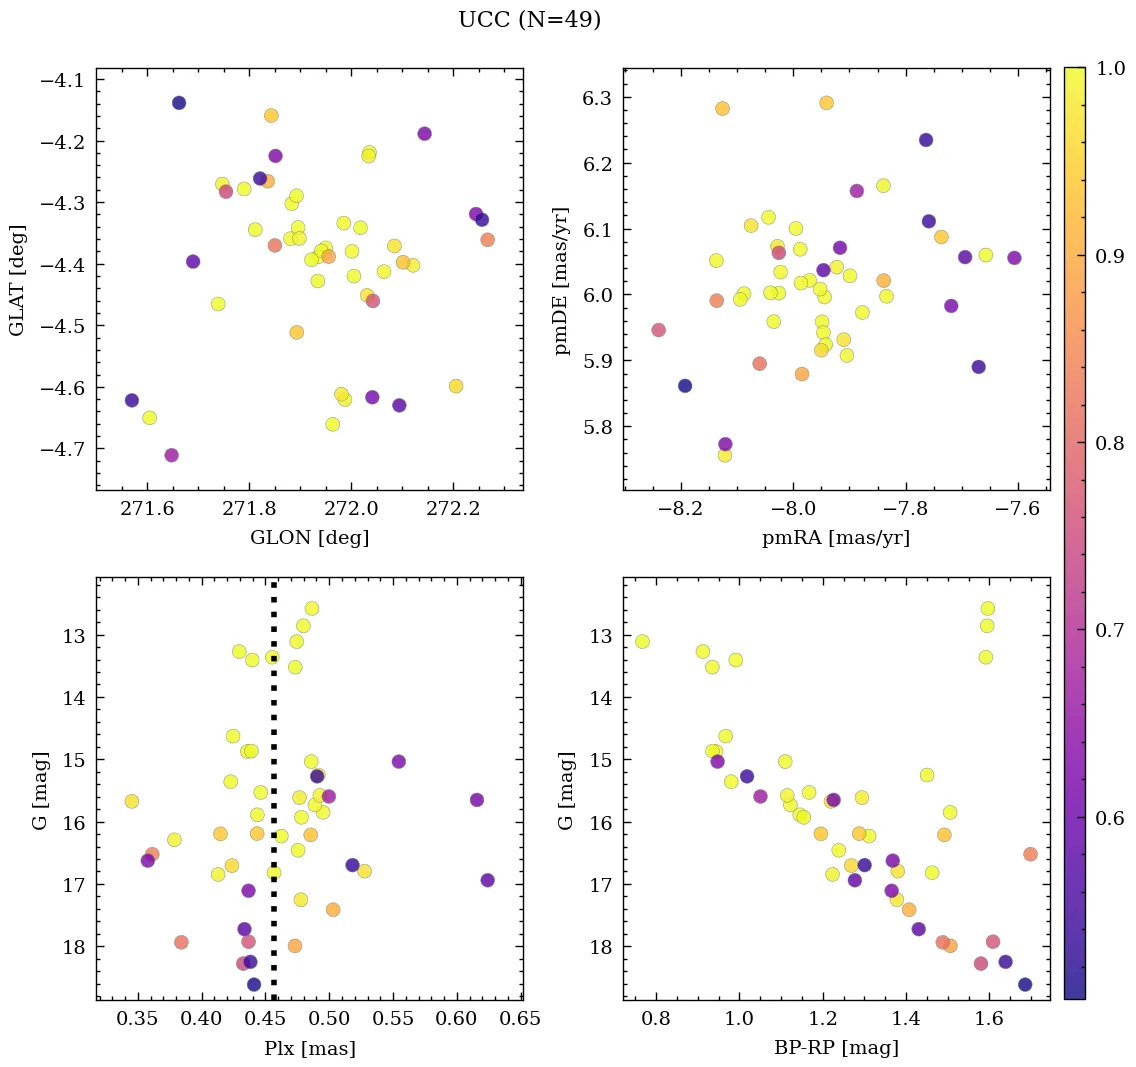 UCC (N=49)
−4.1
−4.2
−4.3
−4.4
−4.5
−4.6
−4.7
GLAT [deg]
271.6 271.8 272.0 272.2
GLON [deg]
6.3
6.2
6.1
6.0
5.9
5.8
pmDE [mas/yr]
−8.2 −8.0 −7.8 −7.6
pmRA [mas/yr]
1.0
0.9
0.8
0.7
0.6
13
14
15
16
17
18
G [mag]
0.35 0.40 0.45 0.50 0.55 0.60 0.65
Plx [mas]
13
14
15
16
17
18
G [mag]
0.8 1.0 1.2 1.4 1.6
BP-RP [mag]